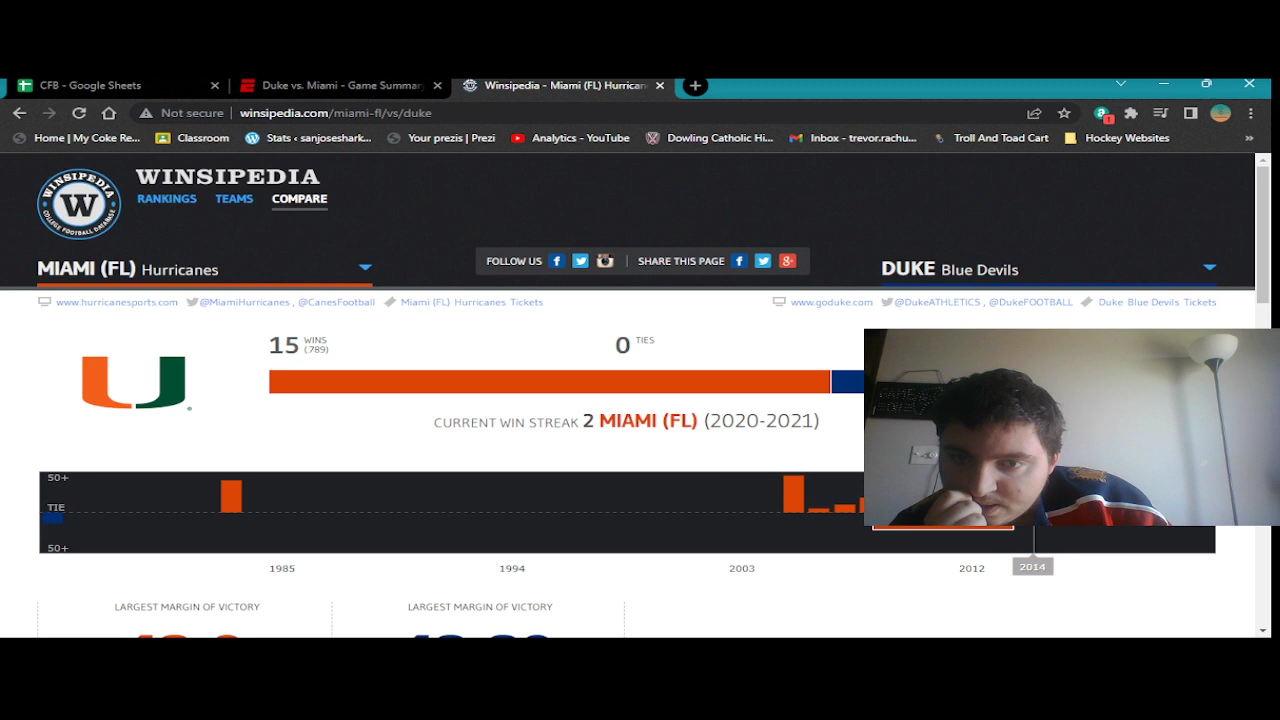 CFB - Google Sheets
Duke vs. Miami - Game Summar
Winsipedia - Miami (FL) Hurrican
Not secure
winsipedia.com/miami-fl/vs/duke
Home | My Coke Re...
Classroom
Stats ‹ sanjoseshark...
Your prezis | Prezi
Analytics - YouTube
Dowling Catholic Hi...
Inbox - trevor.rachu...
Troll And Toad Cart
Hockey Websites
»
WINSIPEDIA
COLLEGE FOOTBALL DATABASE
W
WINSIPEDIA
RANKINGS TEAMS COMPARE
MIAMI (FL) Hurricanes
FOLLOW US | SHARE THIS PAGE
DUKE Blue Devils
www.hurricanesports.com @MiamiHurricanes , @CanesFootball Miami (FL) Hurricanes Tickets
www.goduke.com @DukeATHLETICS , @DukeFOOTBALL Duke Blue Devils Tickets
15 WINS (.789)
0 TIES
CURRENT WIN STREAK 2 MIAMI (FL) (2020-2021)
50+
TIE
50+
1985 1994 2003 2012 2014
LARGEST MARGIN OF VICTORY
LARGEST MARGIN OF VICTORY